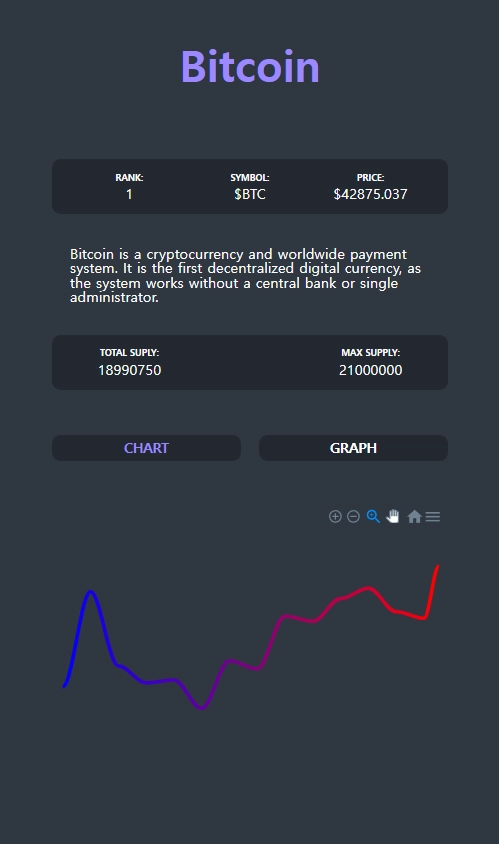 Bitcoin
RANK: SYMBOL: PRICE:
1 $BTC $42875.037
Bitcoin is a cryptocurrency and worldwide payment
system. It is the first decentralized digital currency, as
the system works without a central bank or single
administrator.
TOTAL SUPLY: MAX SUPPLY:
18990750 21000000
CHART GRAPH